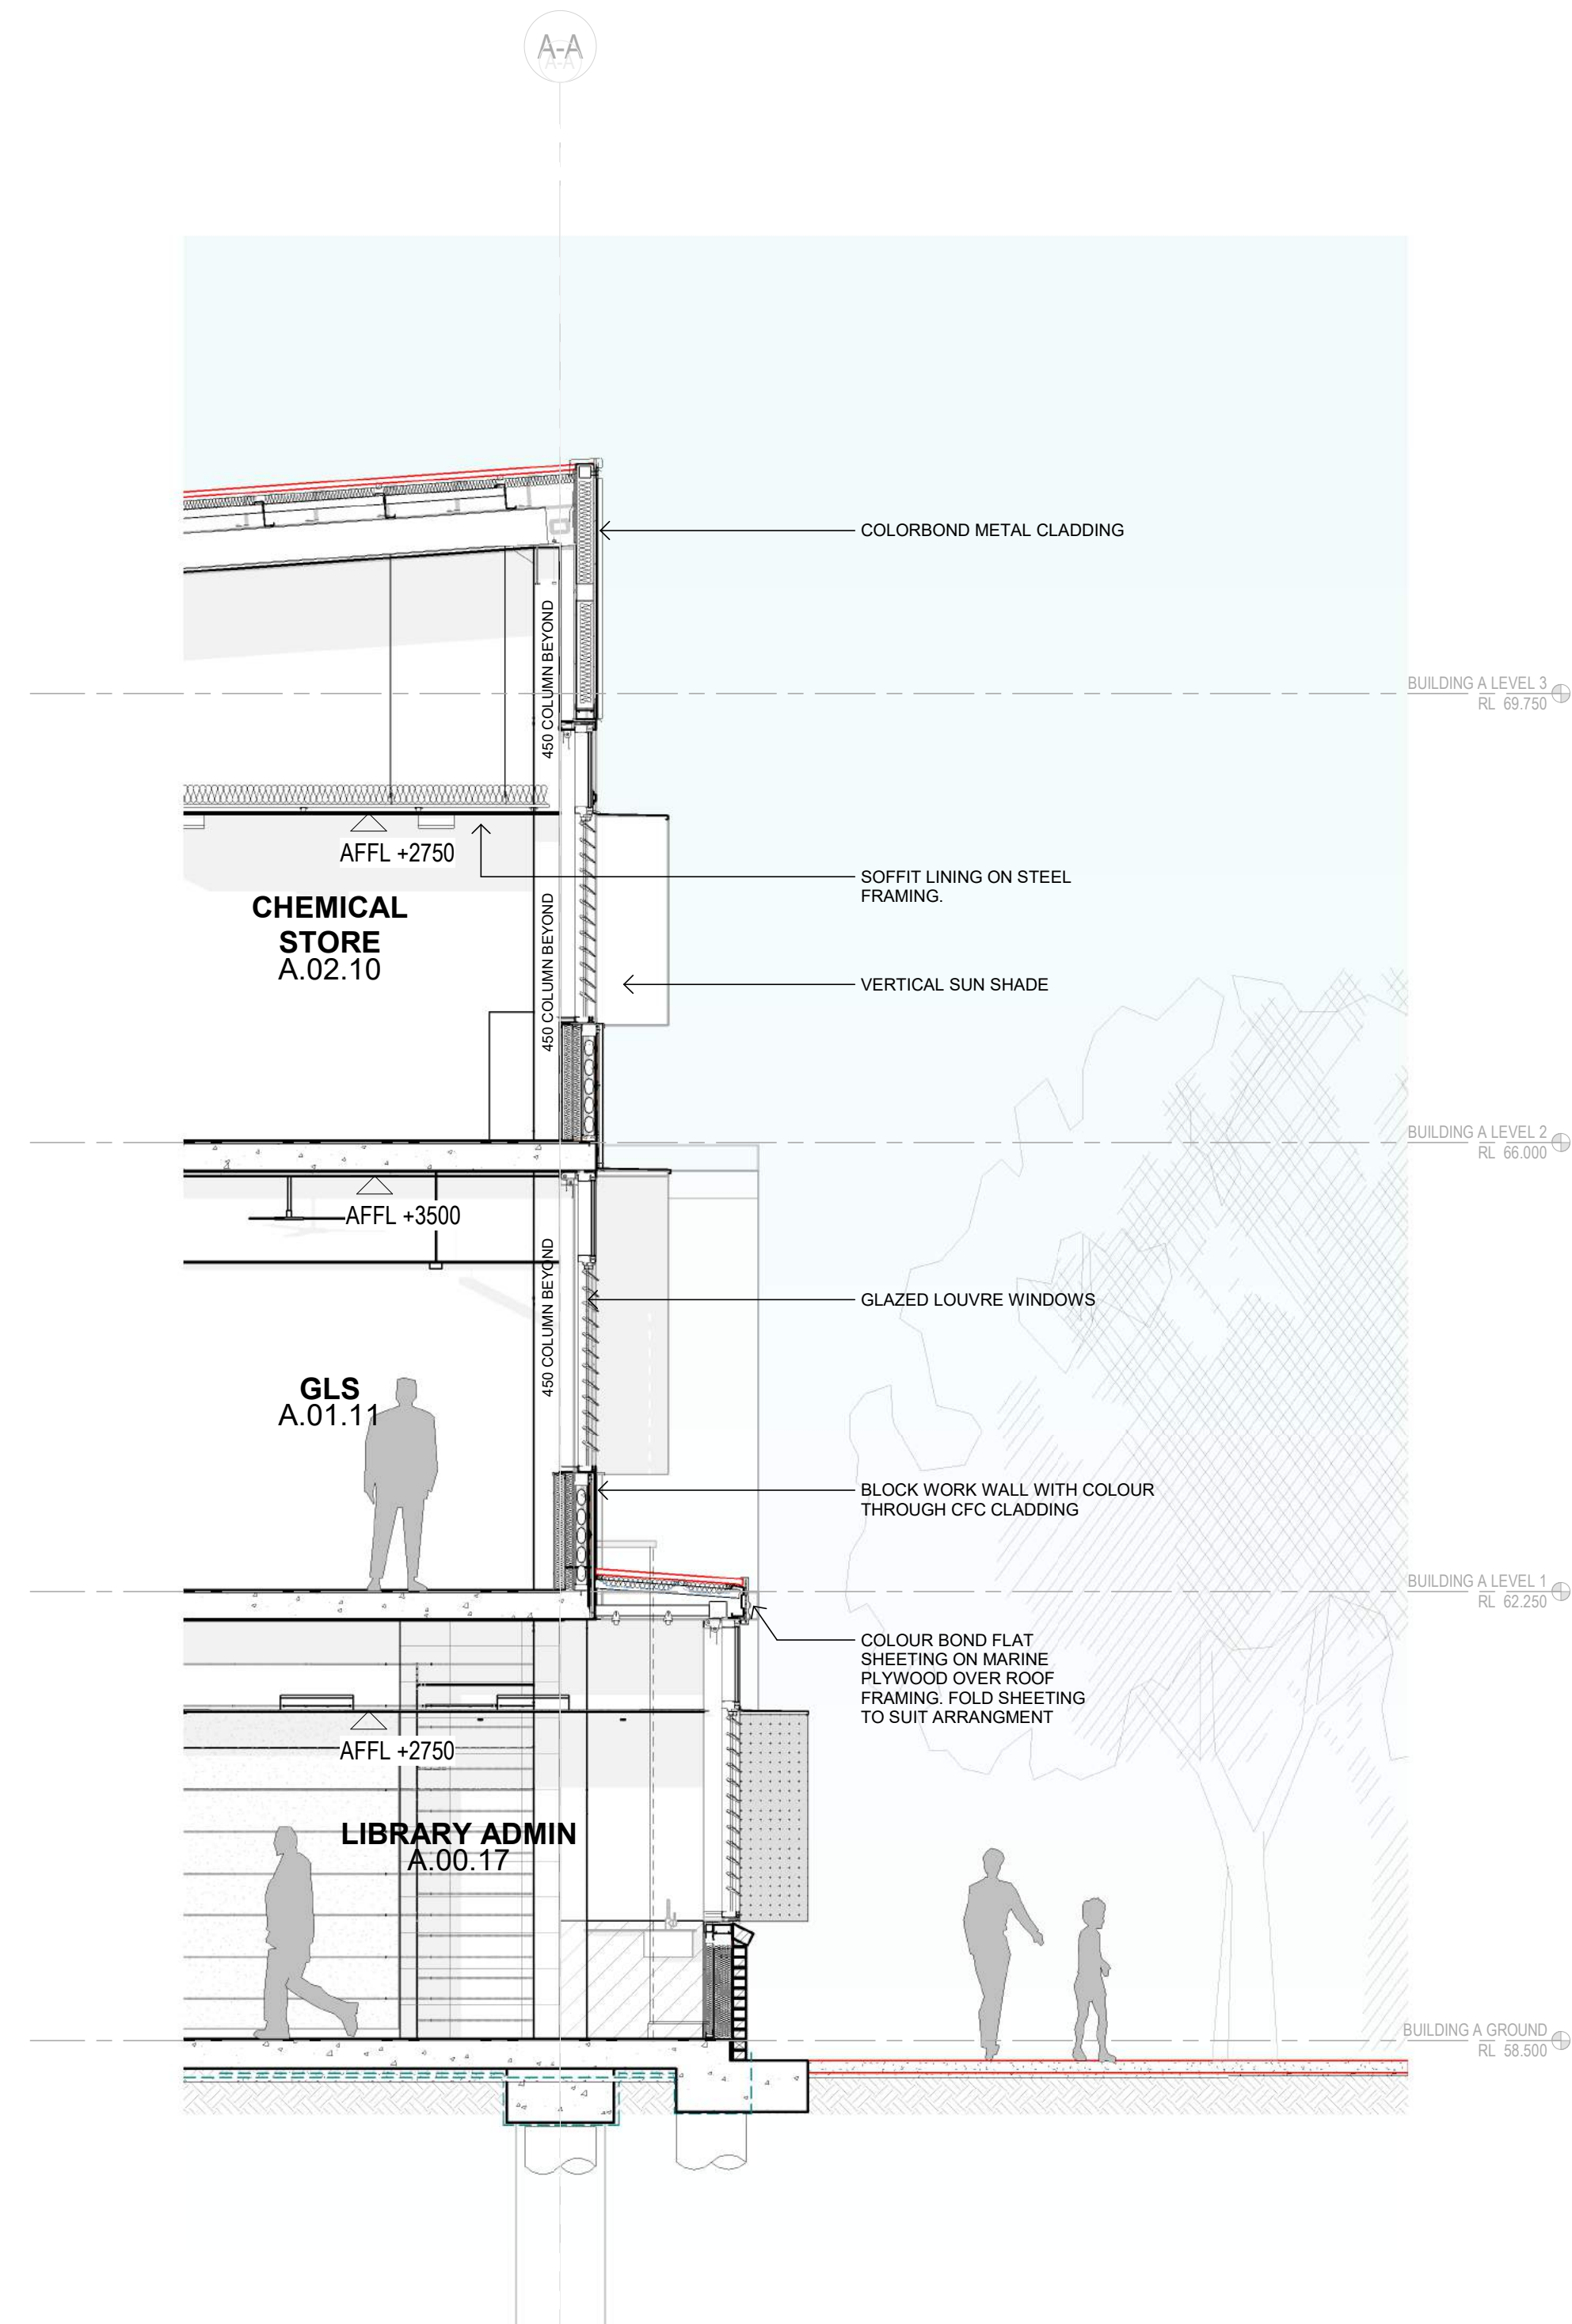 A-A
A-A
COLORBOND METAL CLADDING
450 COLUMN BEYOND
BUILDING A LEVEL 3
RL 69.750
AFFL +2750
SOFFIT LINING ON STEEL
FRAMING.
CHEMICAL
STORE
A.02.10
450 COLUMN BEYOND
VERTICAL SUN SHADE
BUILDING A LEVEL 2
RL 66.000
AFFL +3500
450 COLUMN BEYOND
GLAZED LOUVRE WINDOWS
GLS
A.01.11
BLOCK WORK WALL WITH COLOUR
THROUGH CFC CLADDING
BUILDING A LEVEL 1
RL 62.250
COLOUR BOND FLAT
SHEETING ON MARINE
PLYWOOD OVER ROOF
FRAMING. FOLD SHEETING
TO SUIT ARRANGMENT
AFFL +2750
LIBRARY ADMIN
A.00.17
BUILDING A GROUND
RL 58.500